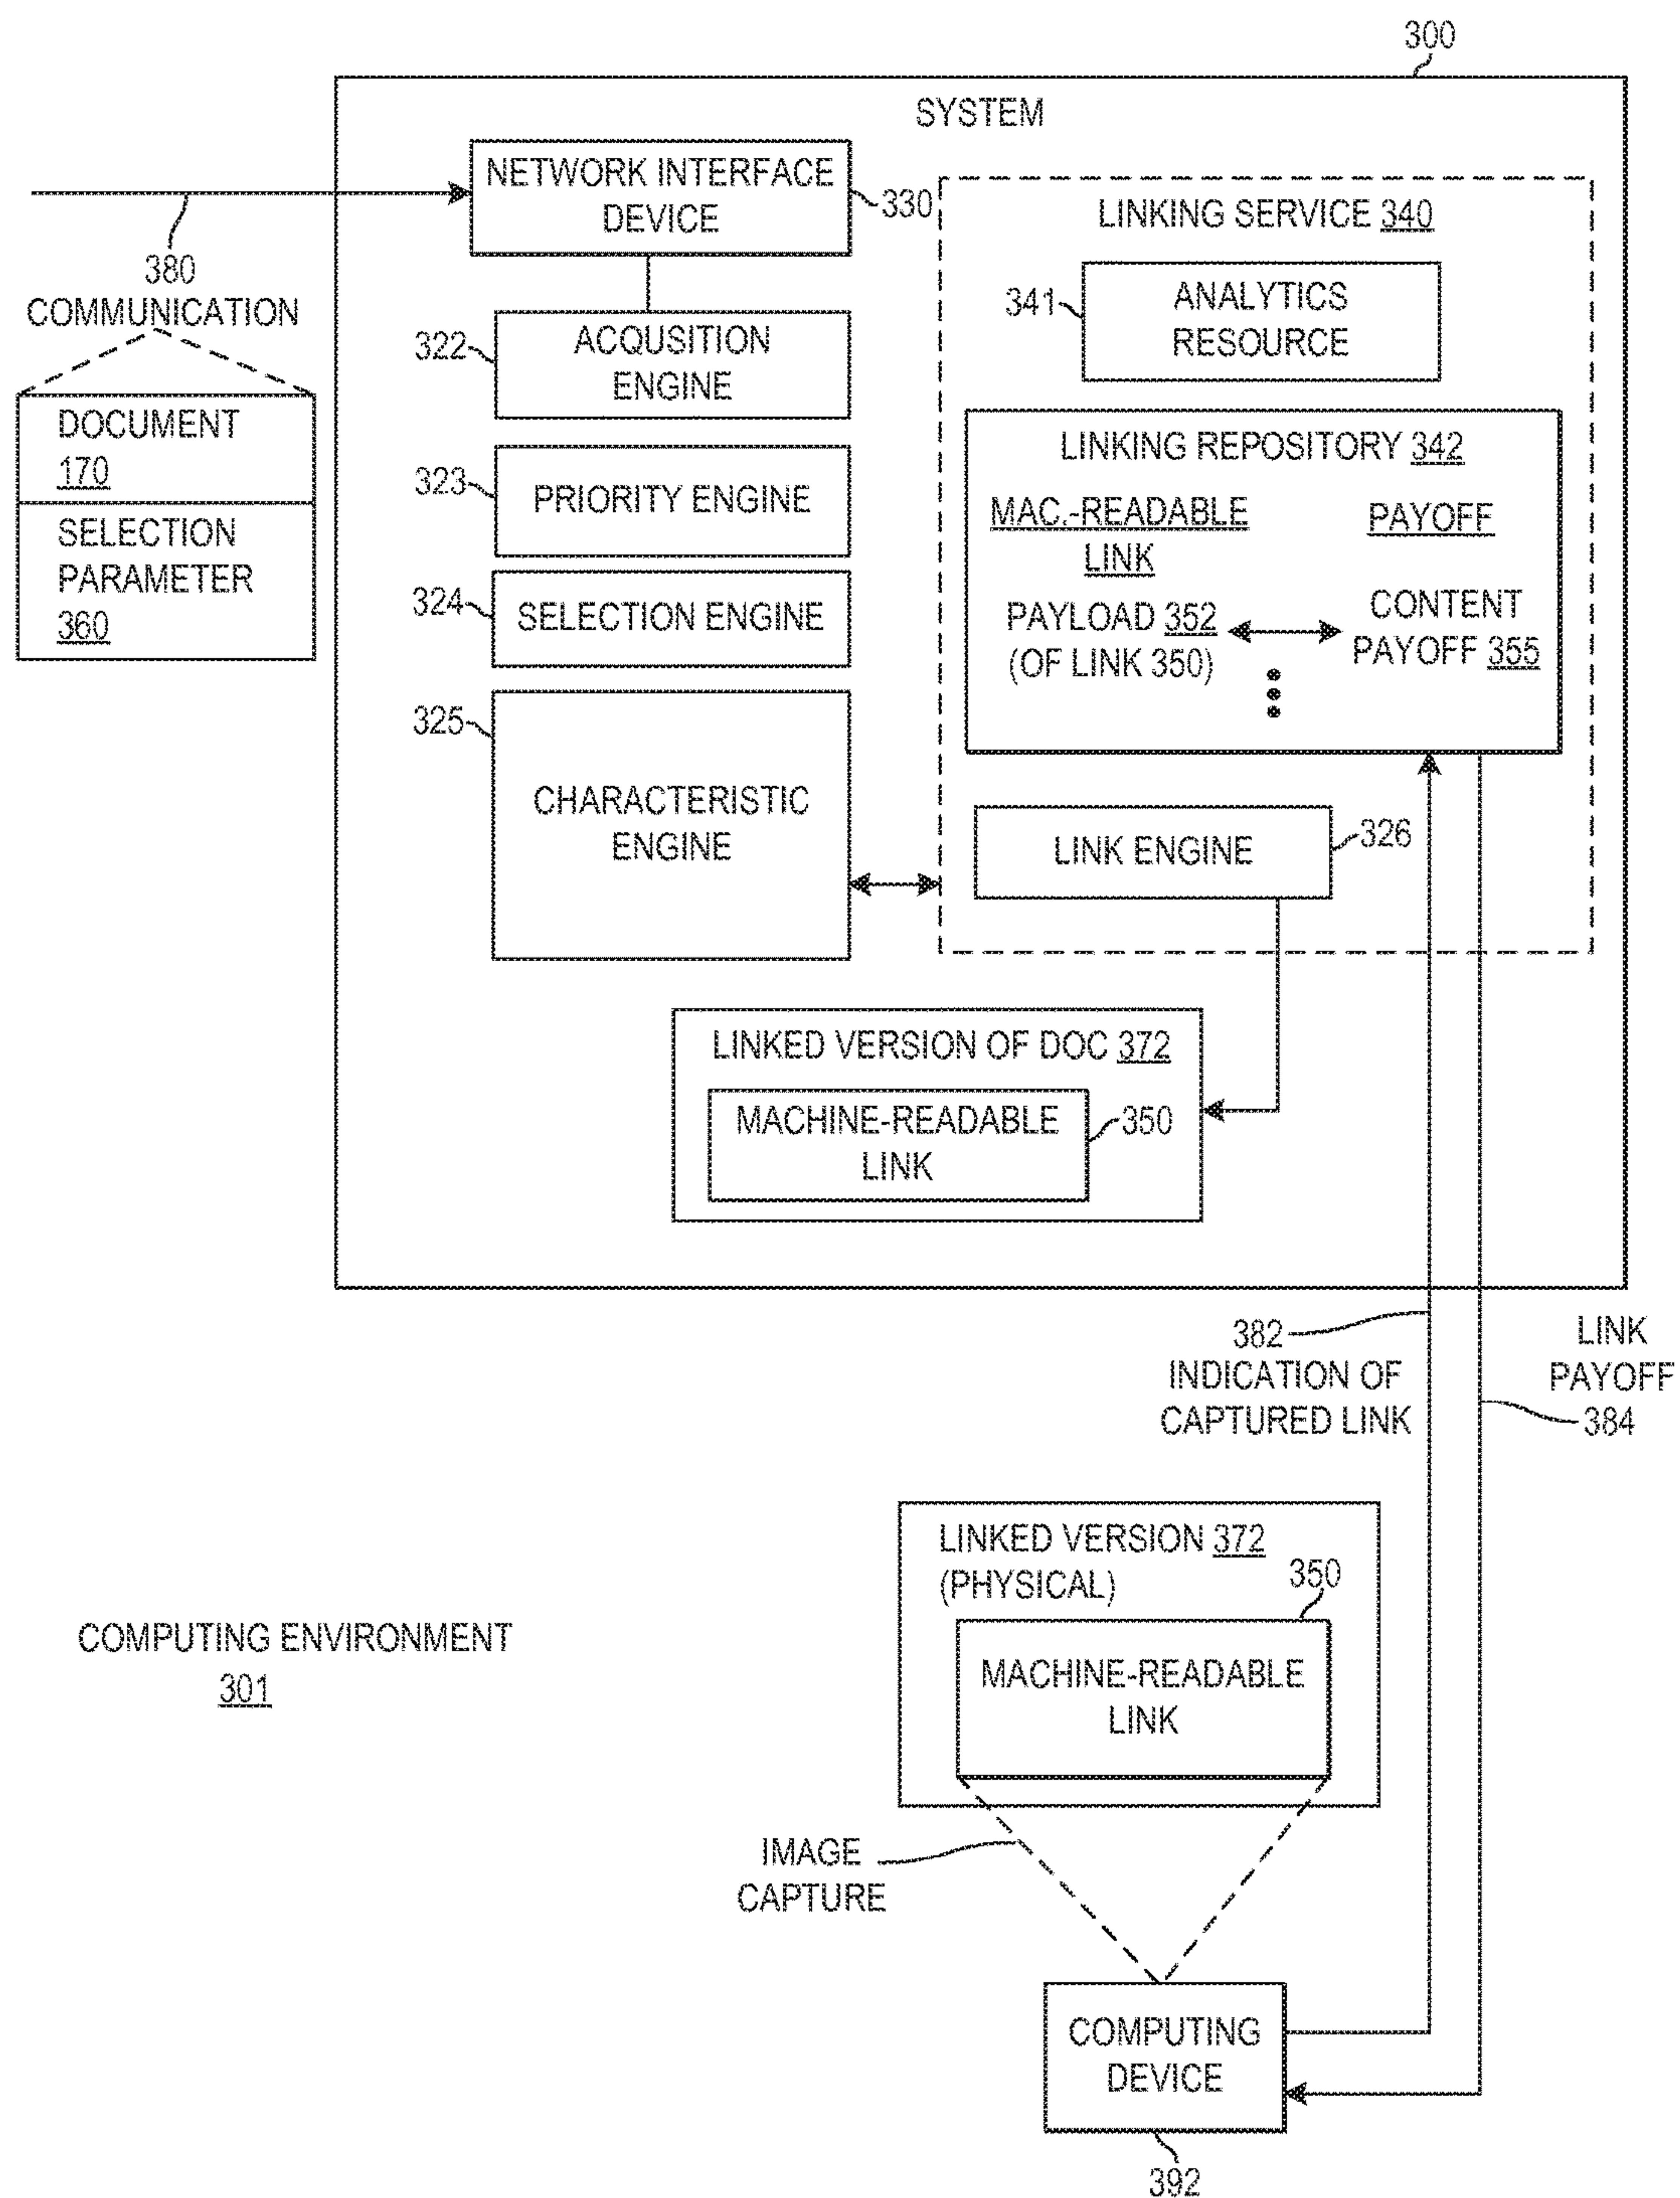 300
SYSTEM
NETWORK INTERFACE
DEVICE
330
380
COMMUNICATION
DOCUMENT
170
SELECTION
PARAMETER
360
322
ACQUSITION
ENGINE
323
PRIORITY ENGINE
324
SELECTION ENGINE
325
CHARACTERISTIC
ENGINE
LINKING SERVICE 340
341
ANALYTICS
RESOURCE
LINKING REPOSITORY 342
MAC.-READABLE
LINK
PAYOFF
PAYLOAD 352
(OF LINK 350)
CONTENT
PAYOFF 355
LINK ENGINE
326
LINKED VERSION OF DOC 372
MACHINE-READABLE
LINK
350
382
INDICATION OF
CAPTURED LINK
LINK
PAYOFF
384
LINKED VERSION 372
(PHYSICAL)
350
MACHINE-READABLE
LINK
COMPUTING ENVIRONMENT
301
IMAGE
CAPTURE
COMPUTING
DEVICE
392